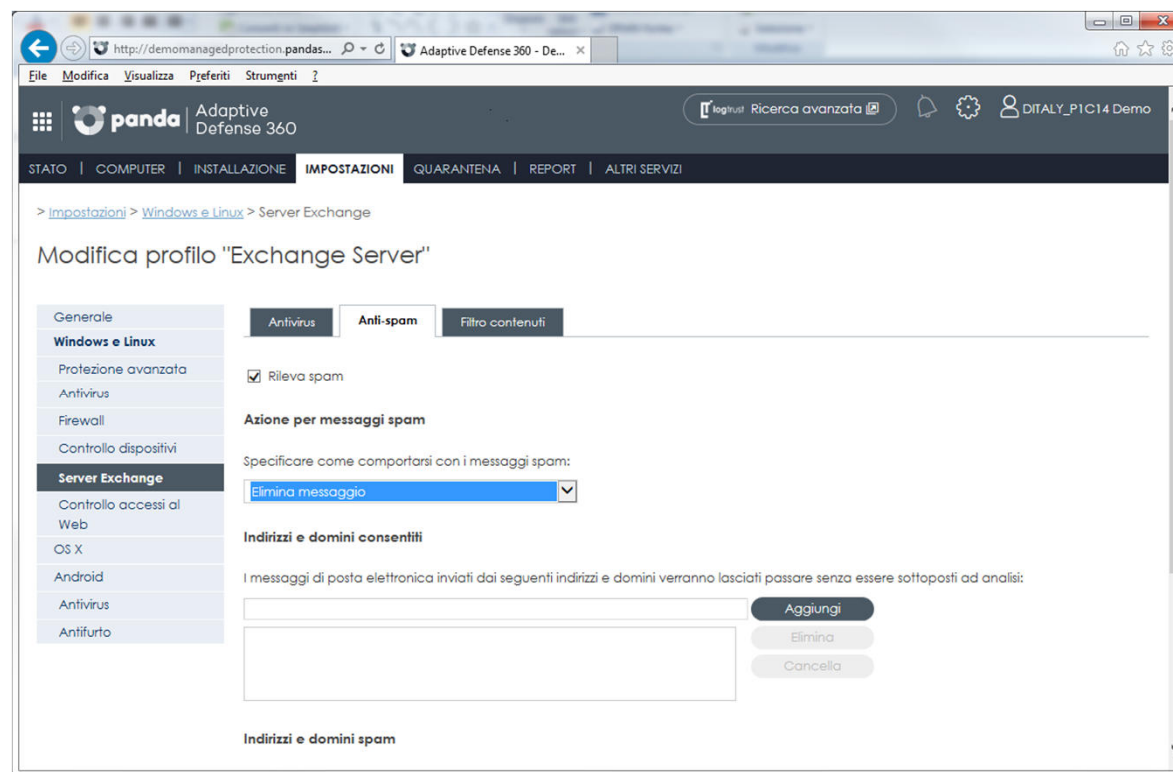 http://demomanagedprotection.pandas...
Adaptive Defense 360 - De...
File Modifica Visualizza Preferiti Strumenti ?
panda Adaptive Defense 360
logtrust Ricerca avanzata
DITALY_P1C14 Demo
STATO | COMPUTER | INSTALLAZIONE IMPOSTAZIONI QUARANTENA | REPORT | ALTRI SERVIZI
> Impostazioni > Windows e Linux > Server Exchange
Modifica profilo "Exchange Server"
Generale
Windows e Linux
Protezione avanzata
Antivirus
Firewall
Controllo dispositivi
Server Exchange
Controllo accessi al
Web
OS X
Android
Antivirus
Antifurto
Antivirus Anti-spam Filtro contenuti
Rileva spam
Azione per messaggi spam
Specificare come comportarsi con i messaggi spam:
Elimina messaggio
Indirizzi e domini consentiti
I messaggi di posta elettronica inviati dai seguenti indirizzi e domini verranno lasciati passare senza essere sottoposti ad analisi:
Aggiungi
Elimina
Cancella
Indirizzi e domini spam